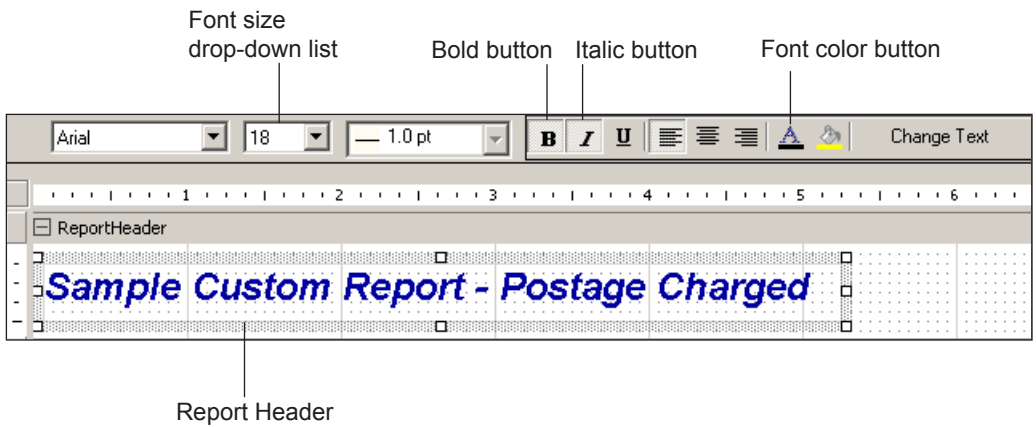 Font size
drop-down list
Bold button Italic button Font color button
Arial 18 1.0 pt B I U A Change Text
1 2 3 4 5 6
ReportHeader
Sample Custom Report - Postage Charged
Report Header